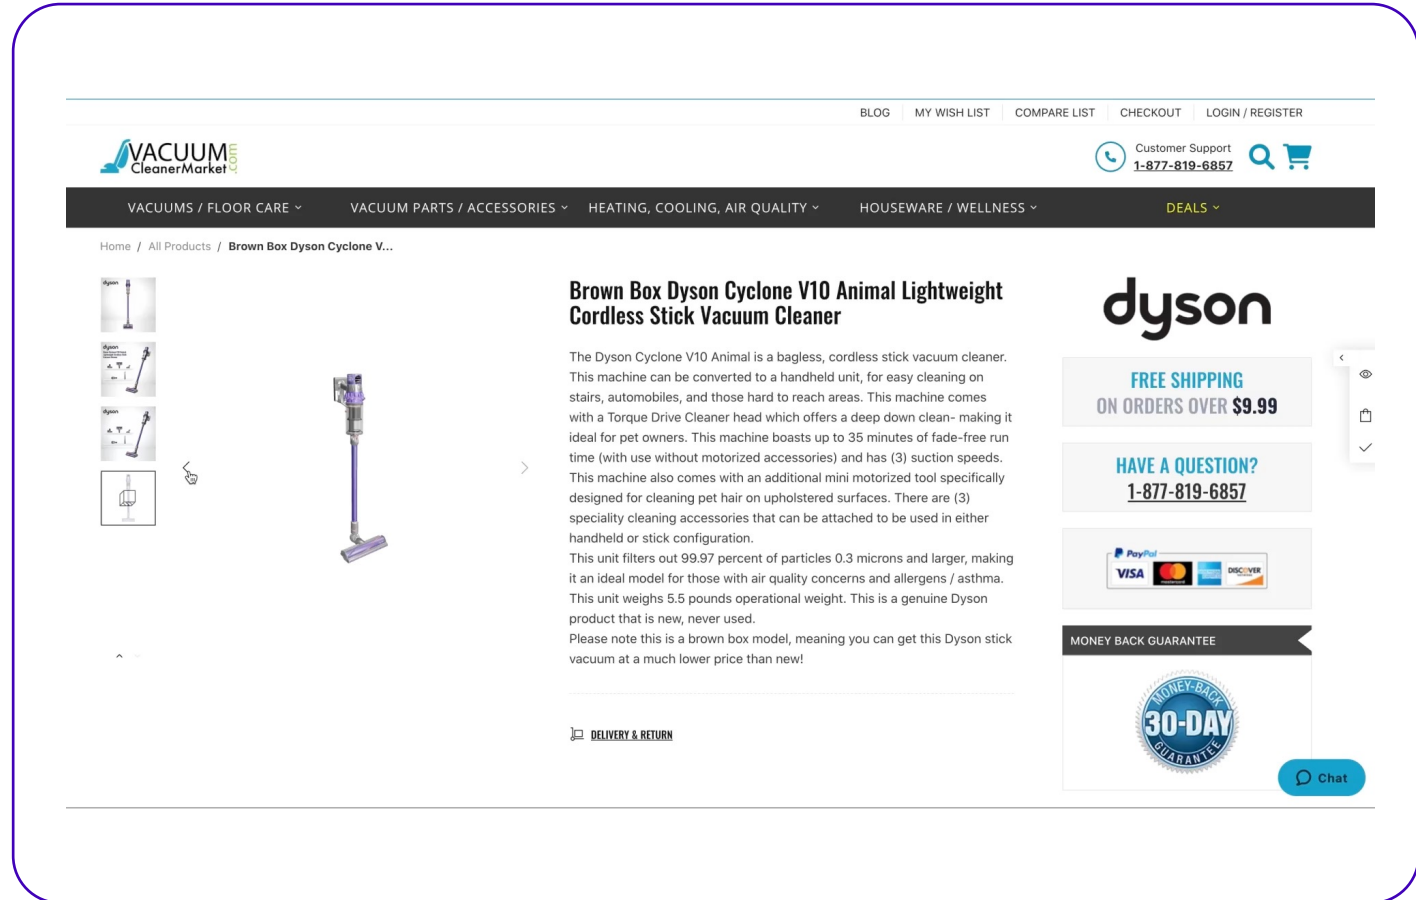 BLOG
MY WISH LIST
COMPARE LIST
CHECKOUT
LOGIN / REGISTER
VACUUM
CleanerMarket
.com
Customer Support
1-877-819-6857
VACUUMS / FLOOR CARE
VACUUM PARTS / ACCESSORIES
HEATING, COOLING, AIR QUALITY
HOUSEWARE / WELLNESS
DEALS
Home / All Products / Brown Box Dyson Cyclone V...
dyson
dyson
dyson
Brown Box Dyson Cyclone V10 Animal Lightweight
Cordless Stick Vacuum Cleaner
The Dyson Cyclone V10 Animal is a bagless, cordless stick vacuum cleaner.
This machine can be converted to a handheld unit, for easy cleaning on
stairs, automobiles, and those hard to reach areas. This machine comes
with a Torque Drive Cleaner head which offers a deep down clean- making it
ideal for pet owners. This machine boasts up to 35 minutes of fade-free run
time (with use without motorized accessories) and has (3) suction speeds.
This machine also comes with an additional mini motorized tool specifically
designed for cleaning pet hair on upholstered surfaces. There are (3)
speciality cleaning accessories that can be attached to be used in either
handheld or stick configuration.
This unit filters out 99.97 percent of particles 0.3 microns and larger, making
it an ideal model for those with air quality concerns and allergens / asthma.
This unit weighs 5.5 pounds operational weight. This is a genuine Dyson
product that is new, never used.
Please note this is a brown box model, meaning you can get this Dyson stick
vacuum at a much lower price than new!
DELIVERY & RETURN
dyson
FREE SHIPPING
ON ORDERS OVER $9.99
HAVE A QUESTION?
1-877-819-6857
PayPal
VISA
mastercard
DISCOVER
MONEY BACK GUARANTEE
MONEY-BACK
30-DAY
GUARANTEE
Chat